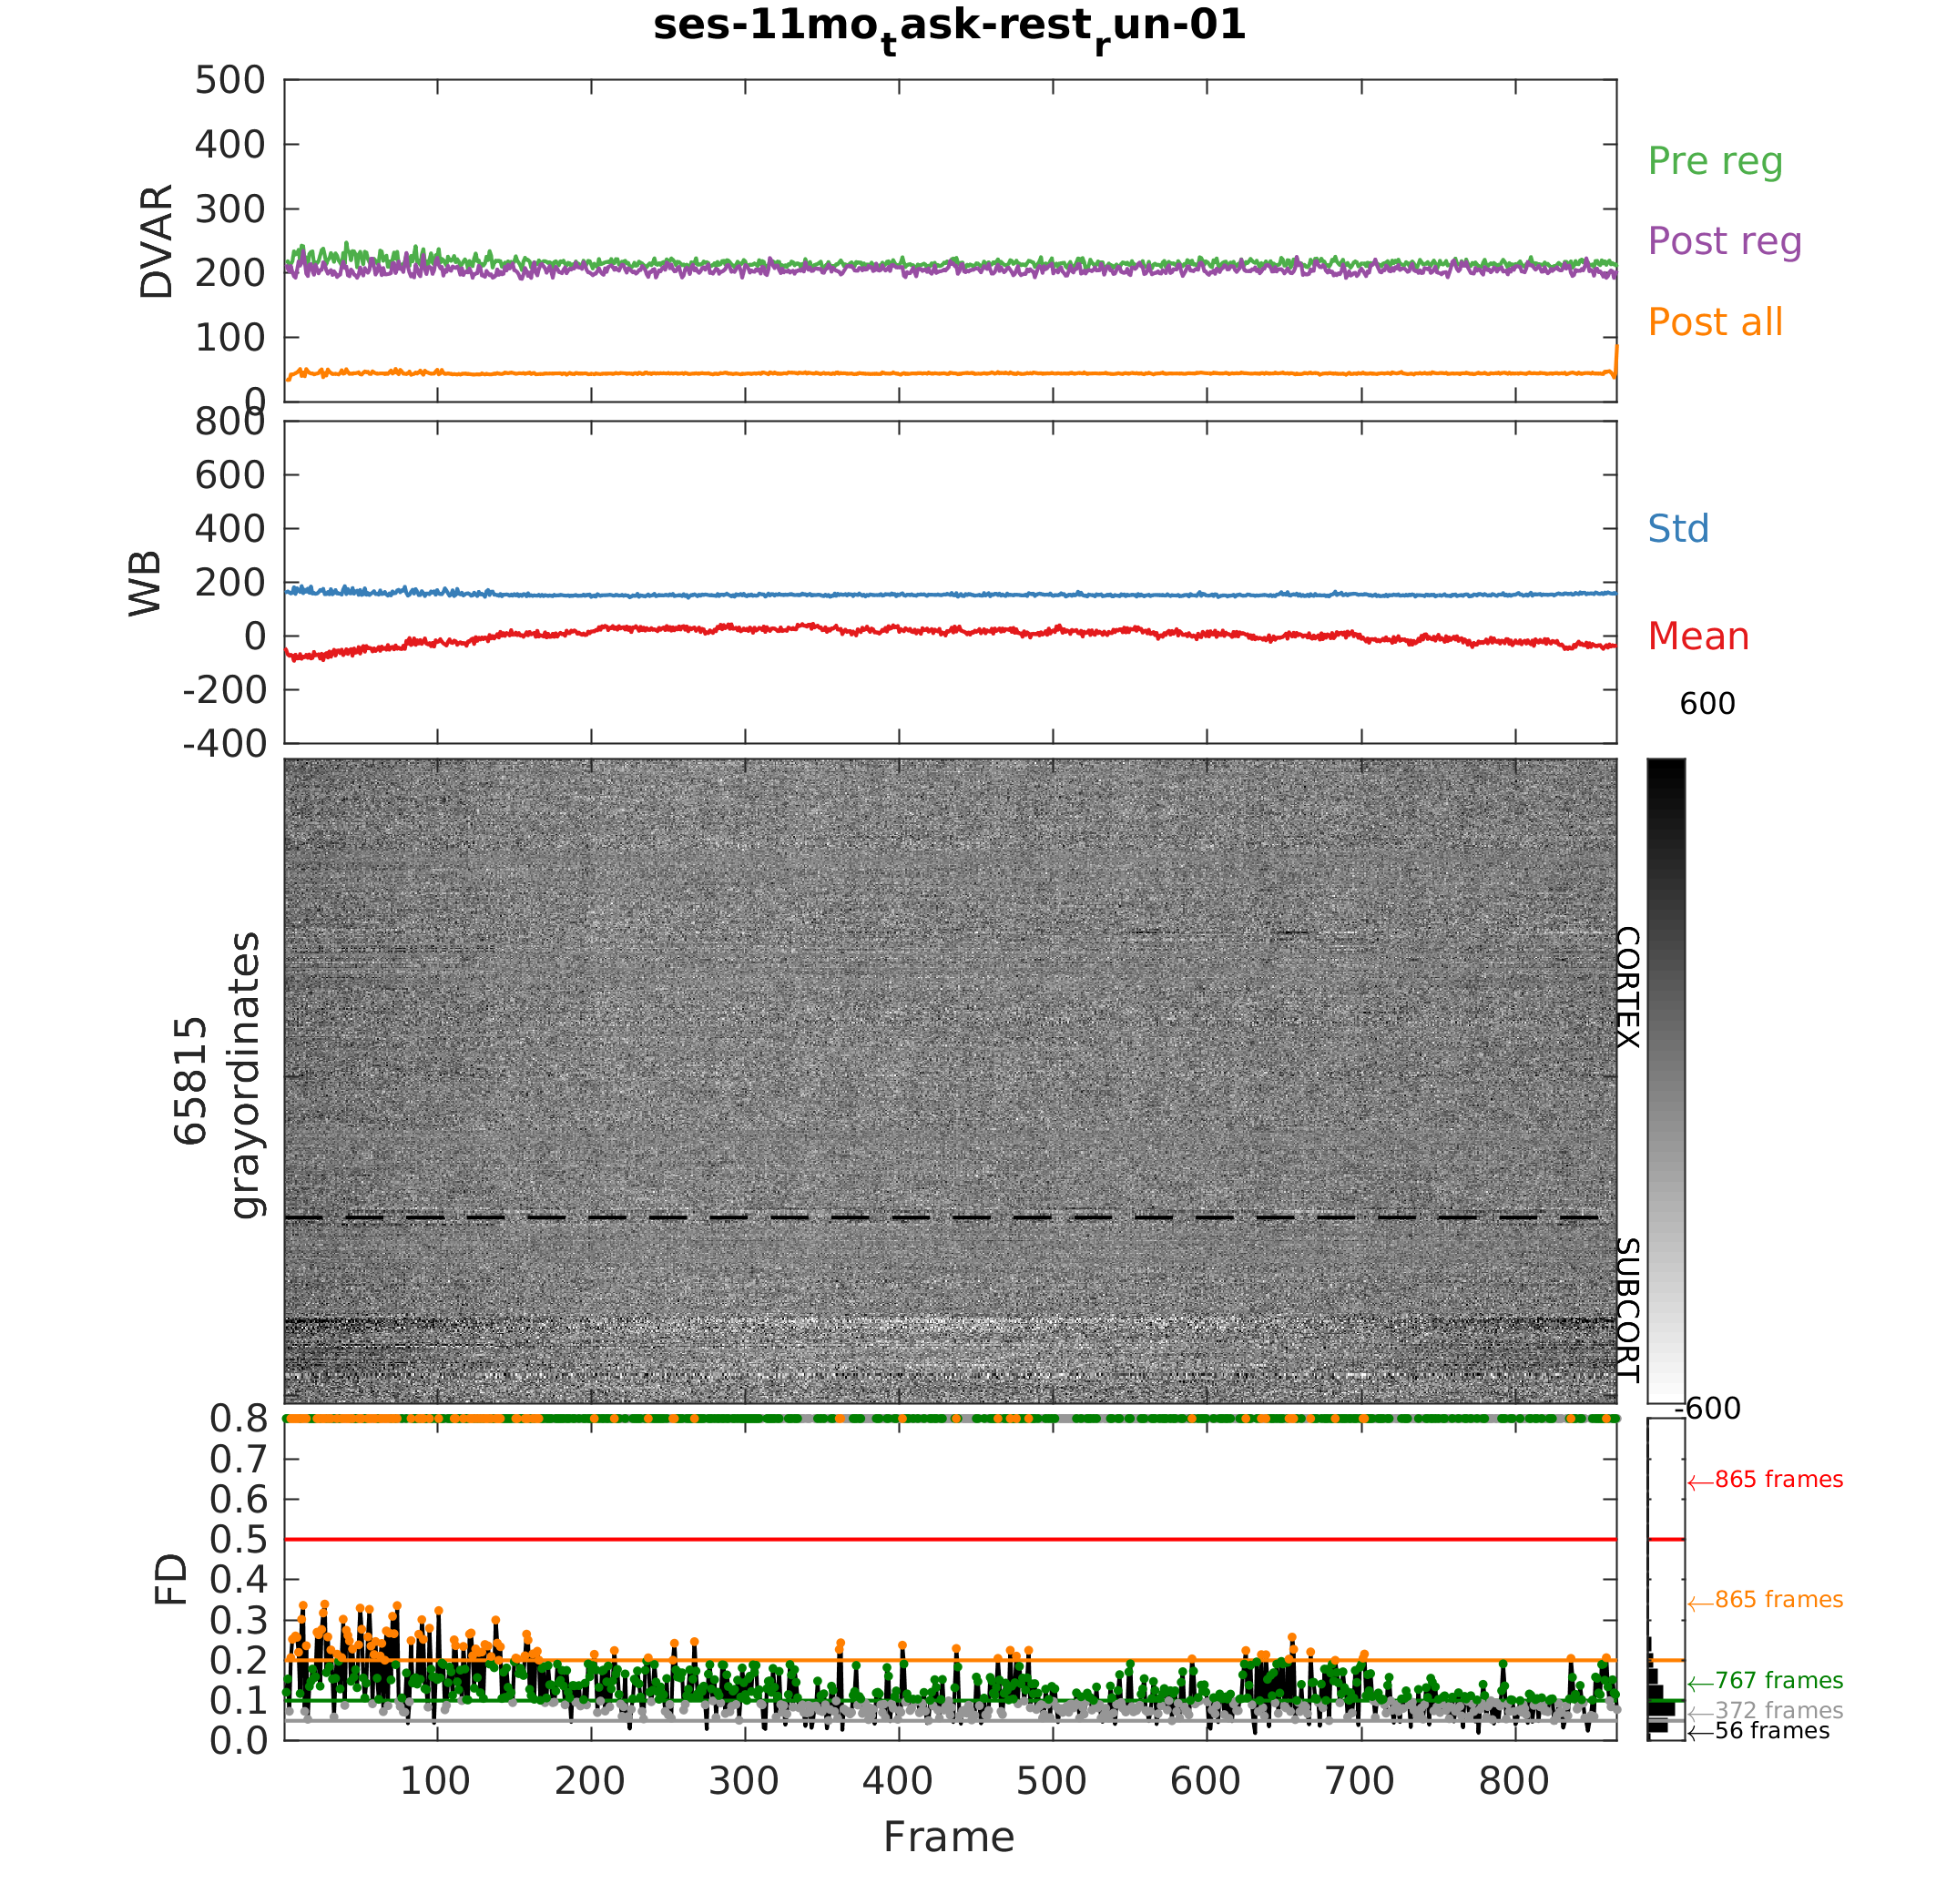 ses-11mo_task-rest_run-01
500
400
300
200
100
0
DVAR
Pre reg
Post reg
Post all
800
600
400
200
0
-200
-400
WB
Std
Mean
600
65815
grayordinates
CORTEX
SUBCORT
-600
0.8
0.7
0.6
0.5
0.4
0.3
0.2
0.1
0.0
FD
←865 frames
←865 frames
←767 frames
←372 frames
←56 frames
100 200 300 400 500 600 700 800
Frame